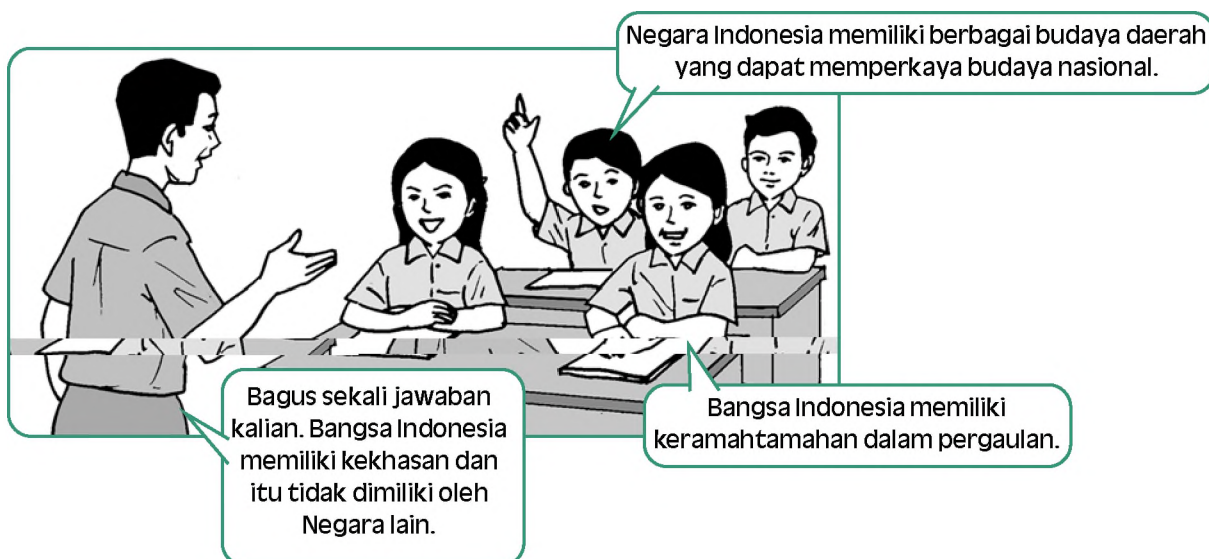 Negara Indonesia memiliki berbagai budaya daerah
yang dapat memperkaya budaya nasional.
Bangsa Indonesia memiliki
keramahtamahan dalam pergaulan.
Bagus sekali jawaban
kalian. Bangsa Indonesia
memiliki kekhasan dan
itu tidak dimiliki oleh
Negara lain.